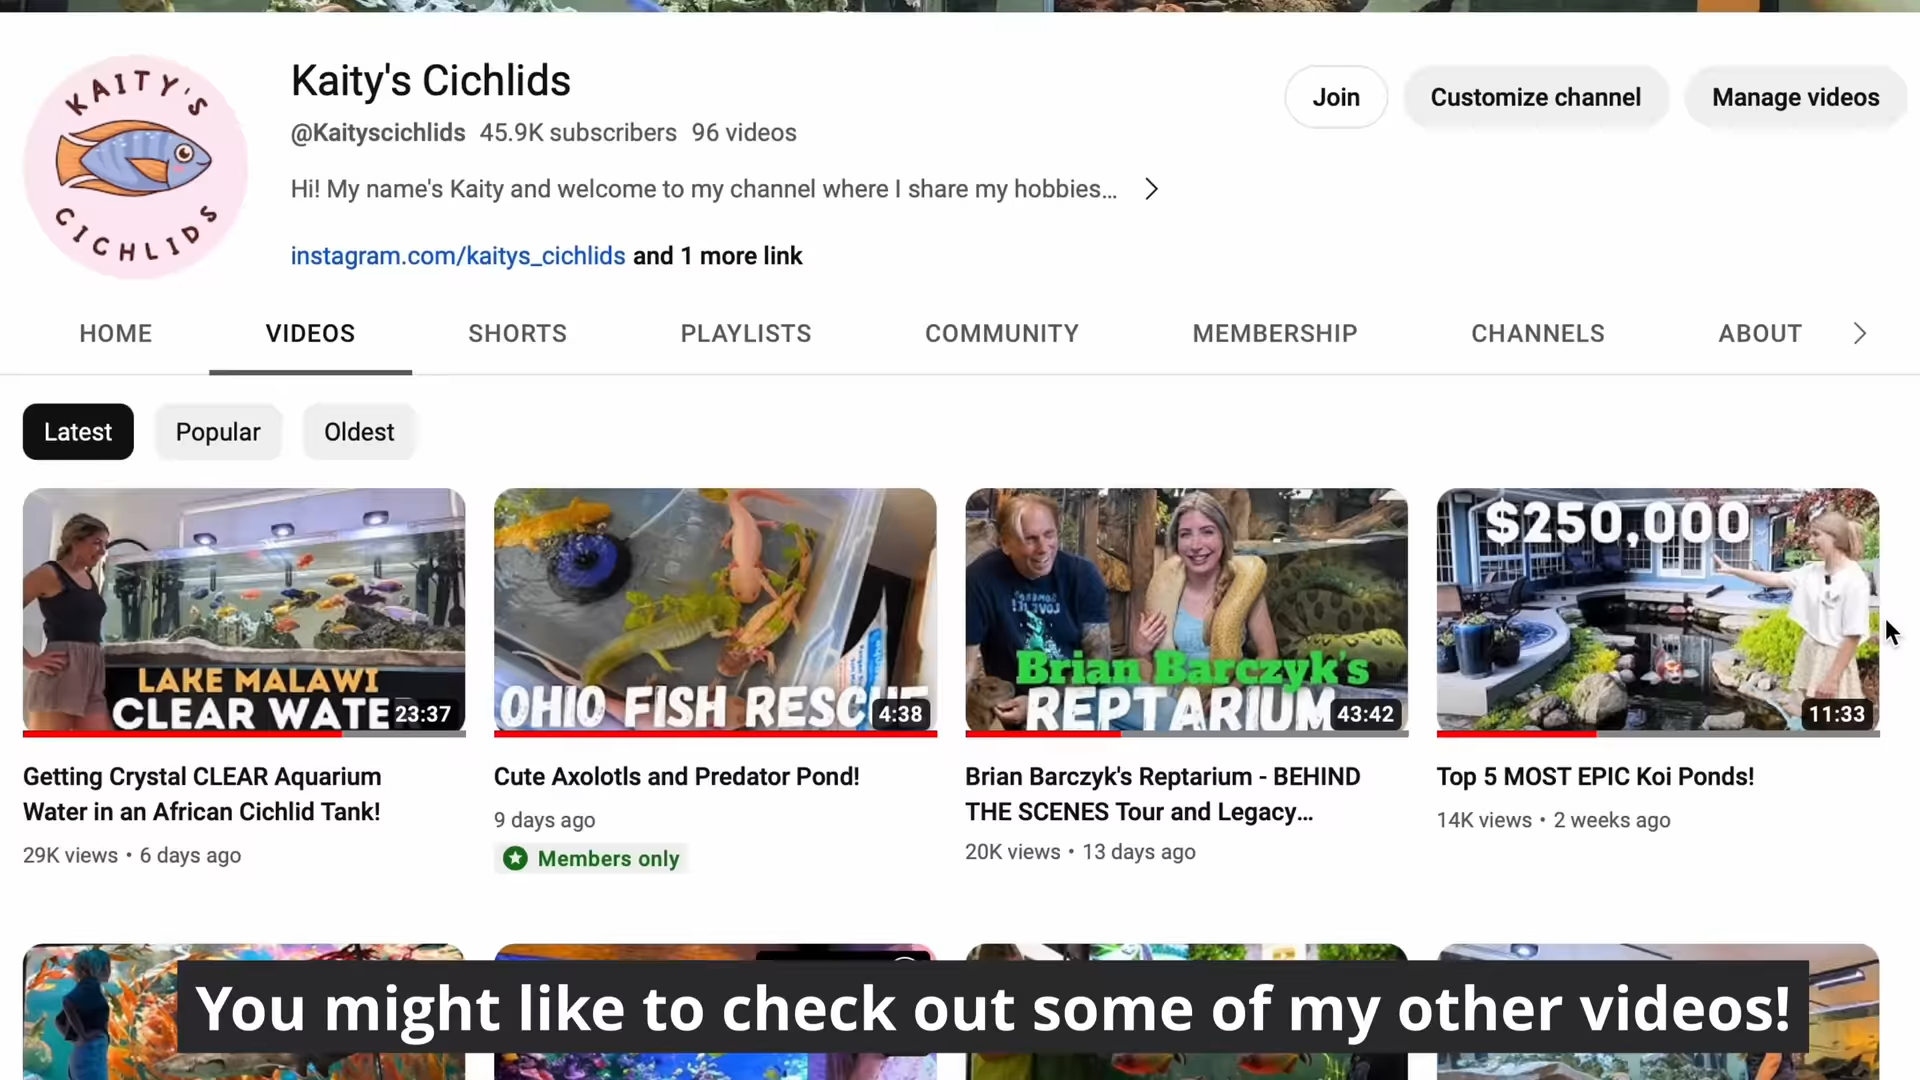 KAITY'S
CICHLIDS
Kaity's Cichlids
@Kaityscichlids 45.9K subscribers 96 videos
Hi! My name's Kaity and welcome to my channel where I share my hobbies...
instagram.com/kaitys_cichlids and 1 more link
Join
Customize channel
Manage videos
HOME
VIDEOS
SHORTS
PLAYLISTS
COMMUNITY
MEMBERSHIP
CHANNELS
ABOUT
Latest
Popular
Oldest
LAKE MALAWI
CLEAR WATE
23:37
OHIO FISH RESCUE
4:38
Brian Barczyk's
REPTARIUM
43:42
$250,000
11:33
Getting Crystal CLEAR Aquarium
Water in an African Cichlid Tank!
29K views • 6 days ago
Cute Axolotls and Predator Pond!
9 days ago
Members only
Brian Barczyk's Reptarium - BEHIND
THE SCENES Tour and Legacy...
20K views • 13 days ago
Top 5 MOST EPIC Koi Ponds!
14K views • 2 weeks ago
You might like to check out some of my other videos!